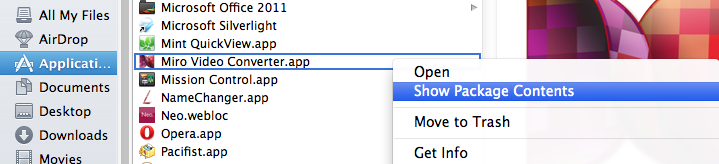 All My Files
AirDrop
Applicati...
Documents
Desktop
Downloads
Movies
Microsoft Office 2011
Microsoft Silverlight
Mint QuickView.app
Miro Video Converter.app
Mission Control.app
NameChanger.app
Neo.webloc
Opera.app
Pacifist.app
Open
Show Package Contents
Move to Trash
Get Info